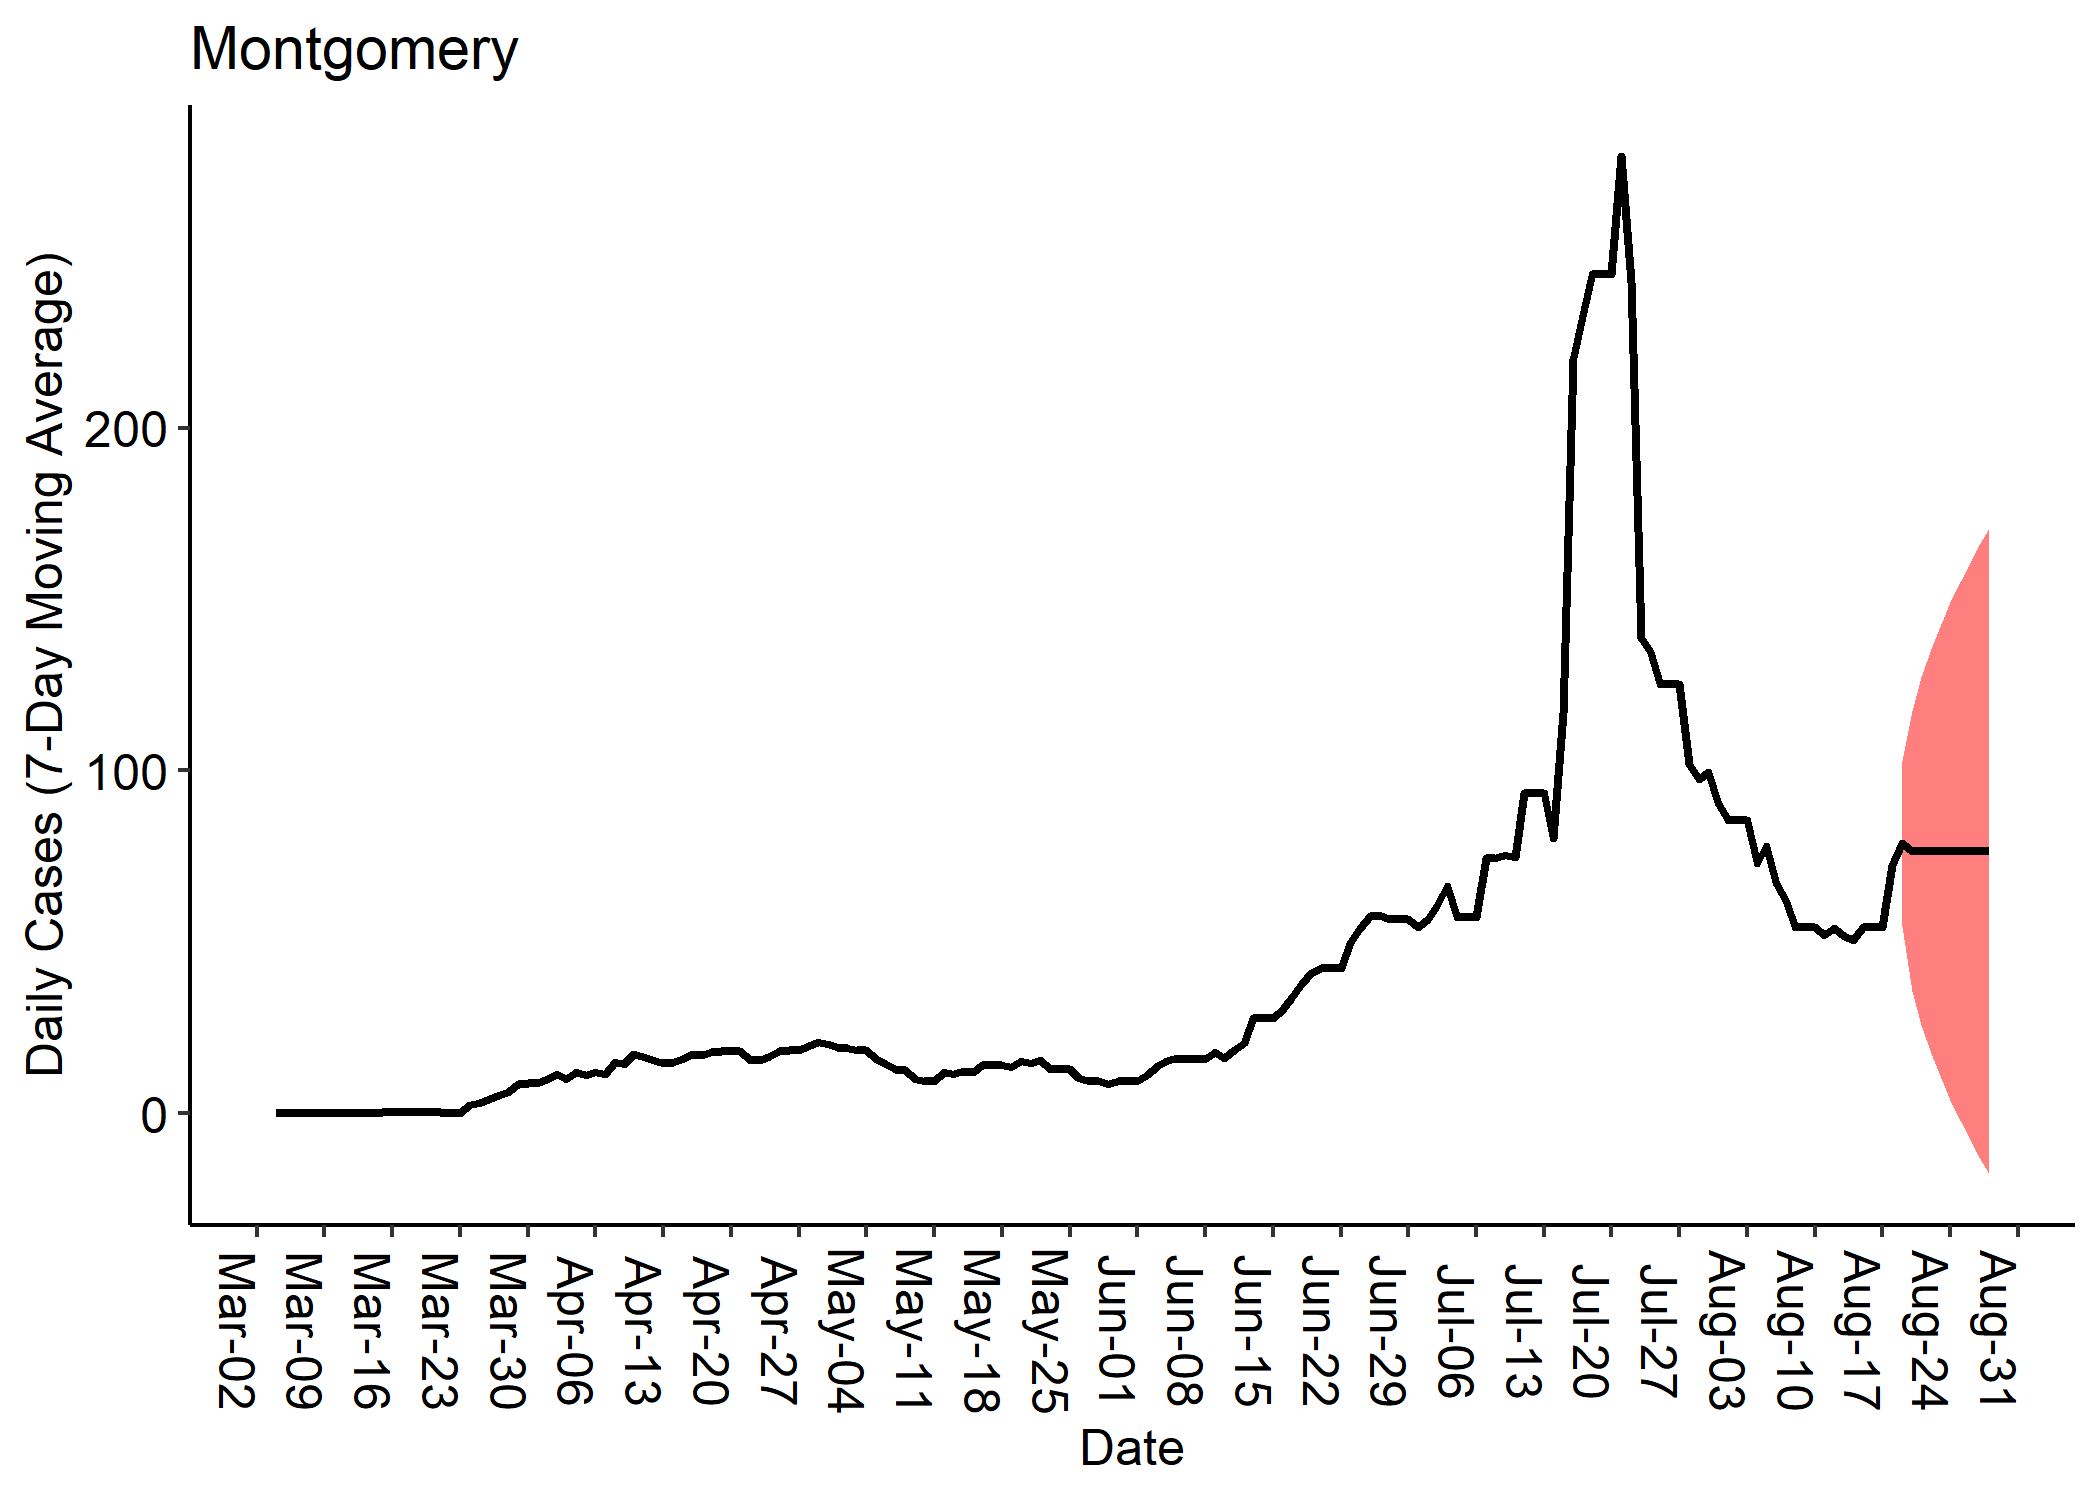 Montgomery
Daily Cases (7-Day Moving Average)
200
100
0
Mar-02
Mar-09
Mar-16
Mar-23
Mar-30
Apr-06
Apr-13
Apr-20
Apr-27
May-04
May-11
May-18
May-25
Jun-01
Jun-08
Jun-15
Jun-22
Jun-29
Jul-06
Jul-13
Jul-20
Jul-27
Aug-03
Aug-10
Aug-17
Aug-24
Aug-31
Date